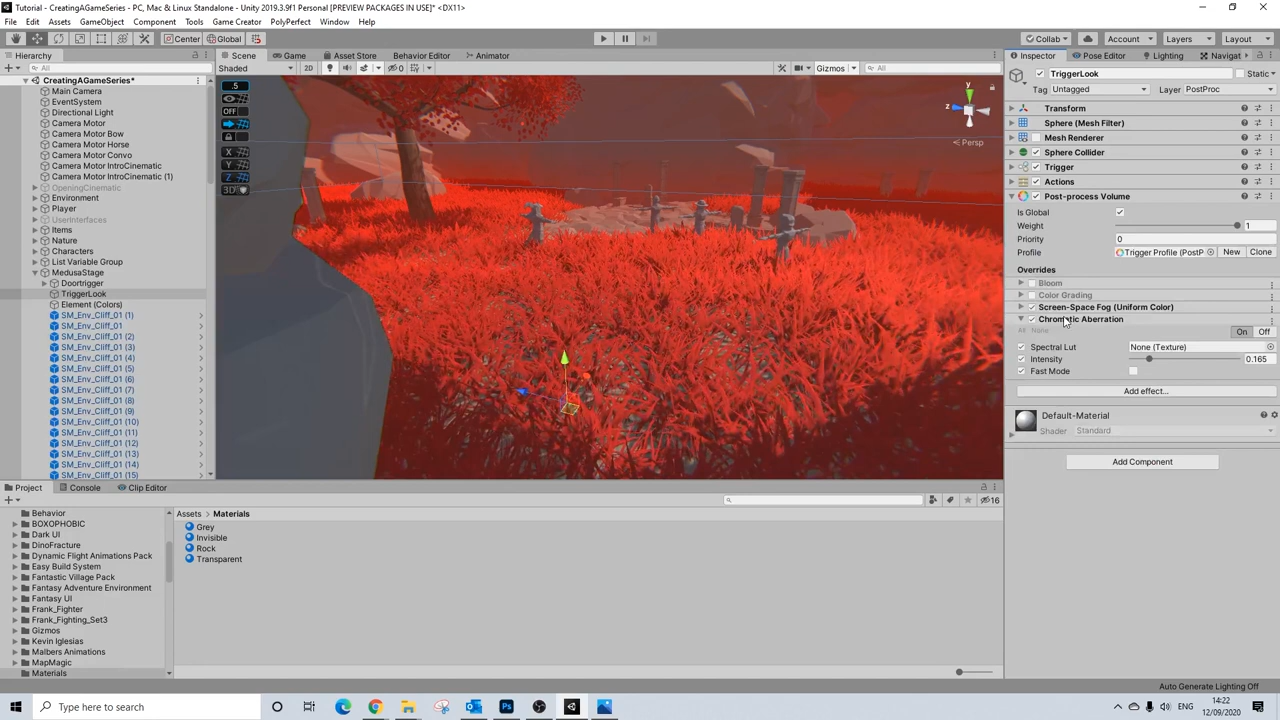 Tutorial - CreatingAGameSeries - PC, Mac & Linux Standalone - Unity 2019.3.9f1 Personal [PREVIEW PACKAGES IN USE]* <DX11>
File Edit Assets GameObject Component Tools Game Creator PolyPerfect Window Help
Center Global Collab Account Layers Layout
Hierarchy
All
CreatingAGameSeries*
Main Camera
EventSystem
Directional Light
Camera Motor
Camera Motor Bow
Camera Motor Horse
Camera Motor Convo
Camera Motor IntroCinematic
Camera Motor IntroCinematic (1)
OpeningCinematic
Environment
Player
UserInterfaces
Items
Nature
Characters
List Variable Group
MedusaStage
Doortrigger
TriggerLook
Element (Colors)
SM_Env_Cliff_01 (1)
SM_Env_Cliff_01
SM_Env_Cliff_01 (2)
SM_Env_Cliff_01 (3)
SM_Env_Cliff_01 (4)
SM_Env_Cliff_01 (5)
SM_Env_Cliff_01 (6)
SM_Env_Cliff_01 (7)
SM_Env_Cliff_01 (8)
SM_Env_Cliff_01 (9)
SM_Env_Cliff_01 (10)
SM_Env_Cliff_01 (11)
SM_Env_Cliff_01 (12)
SM_Env_Cliff_01 (13)
SM_Env_Cliff_01 (14)
SM_Env_Cliff_01 (15)
Scene Game Asset Store Behavior Editor Animator
Shaded 2D 0 Gizmos All
.5
OFF
X
Y
Z
3D
y
z
Persp
Inspector Pose Editor Lighting Navigat
TriggerLook Static
Tag Untagged Layer PostProc
Transform
Sphere (Mesh Filter)
Mesh Renderer
Sphere Collider
Trigger
Actions
Post-process Volume
Is Global
Weight 1
Priority 0
Profile Trigger Profile (PostP New Clone
Overrides
Bloom
Color Grading
Screen-Space Fog (Uniform Color)
Chromatic Aberration
All None On Off
Spectral Lut None (Texture)
Intensity 0.165
Fast Mode
Add effect...
Default-Material
Shader Standard
Add Component
Project Console Clip Editor
16
Behavior
BOXOPHOBIC
Dark UI
DinoFracture
Dynamic Flight Animations Pack
Easy Build System
Fantastic Village Pack
Fantasy Adventure Environment
Fantasy UI
Frank_Fighter
Frank_Fighting_Set3
Gizmos
Kevin Iglesias
Malbers Animations
MapMagic
Materials
Assets Materials
Grey
Invisible
Rock
Transparent
Auto Generate Lighting Off
Type here to search
ENG
14:22
12/09/2020